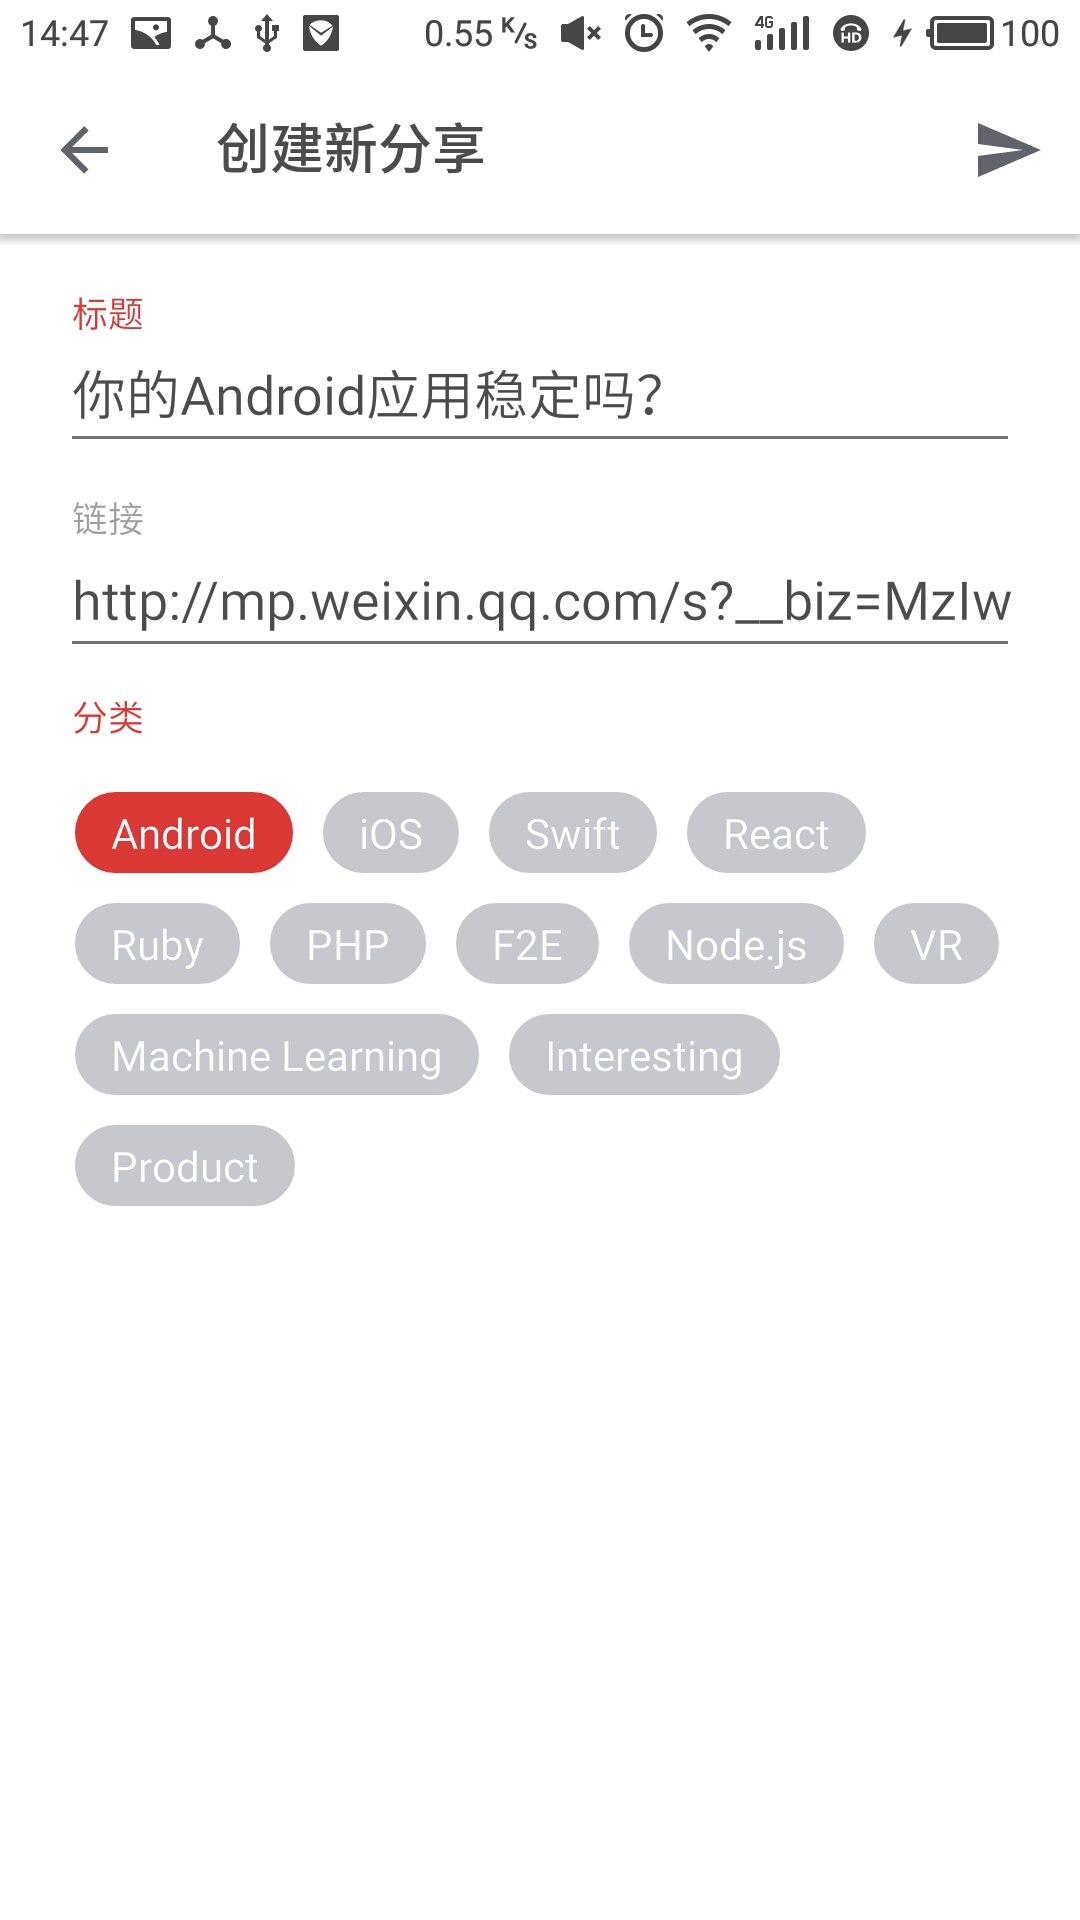 14:47 0.55 K/s 4G HD 100
创建新分享
标题
你的Android应用稳定吗?
链接
http://mp.weixin.qq.com/s?__biz=MzIw
分类
Android iOS Swift React
Ruby PHP F2E Node.js VR
Machine Learning Interesting
Product